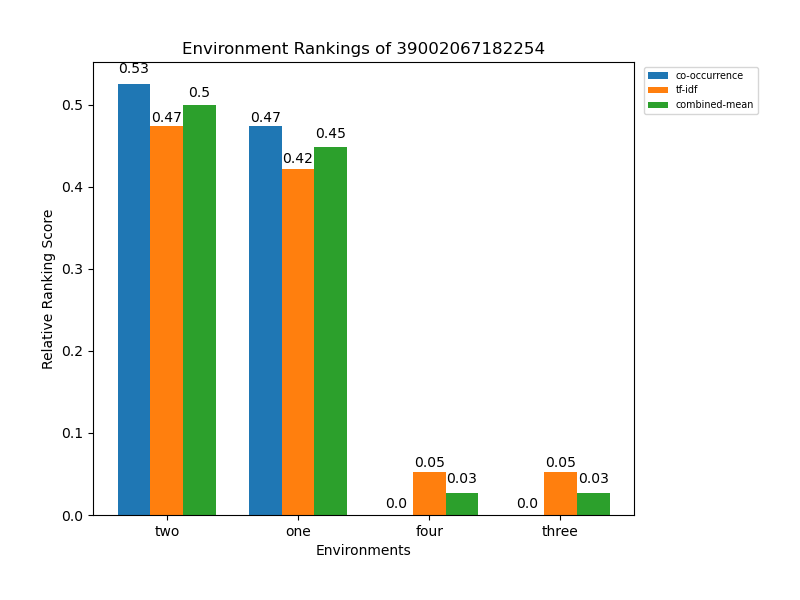 Environment Rankings of 39002067182254
co-occurrence
tf-idf
combined-mean
Relative Ranking Score
0.5
0.4
0.3
0.2
0.1
0.0
0.53
0.47
0.5
0.47
0.42
0.45
0.0
0.05
0.03
0.0
0.05
0.03
two one four three
Environments